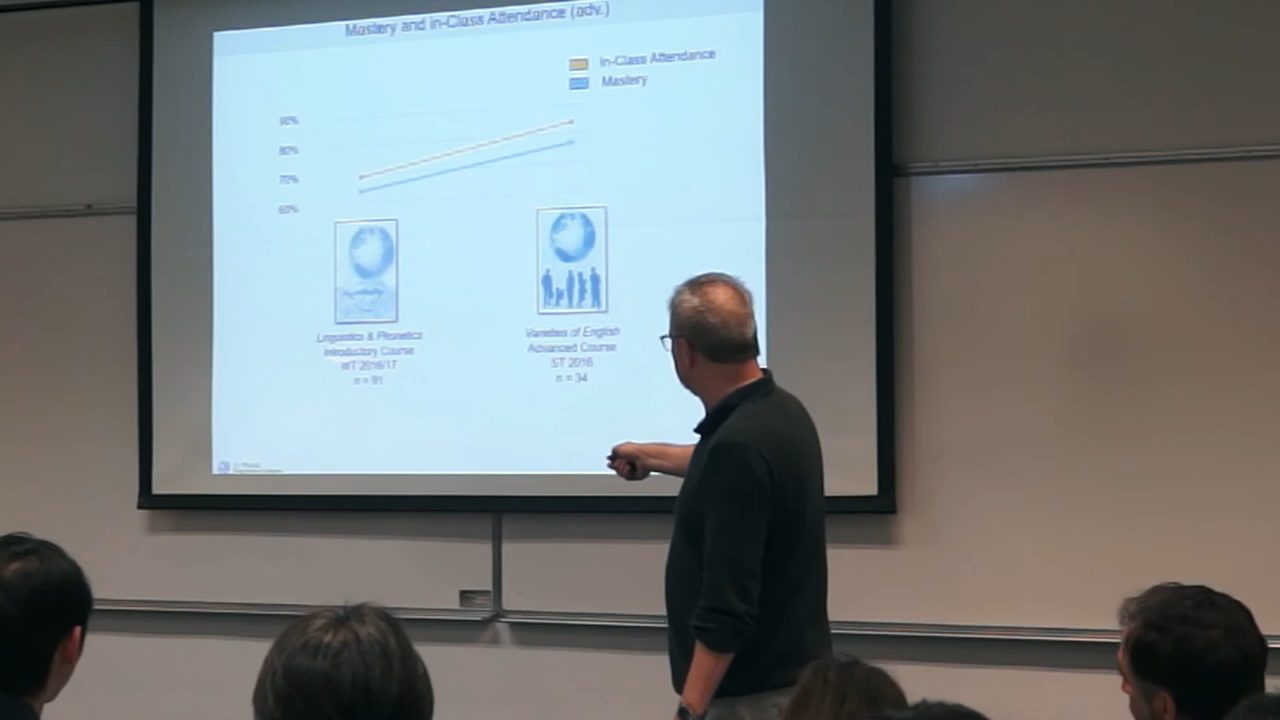 Mastery and in-Class Attendance (adv.)
In-Class Attendance
Mastery
90%
80%
70%
60%
Linguistics & Phonetics
Introductory Course
WT 2016/17
n = 91
Varieties of English
Advanced Course
ST 2016
n = 34